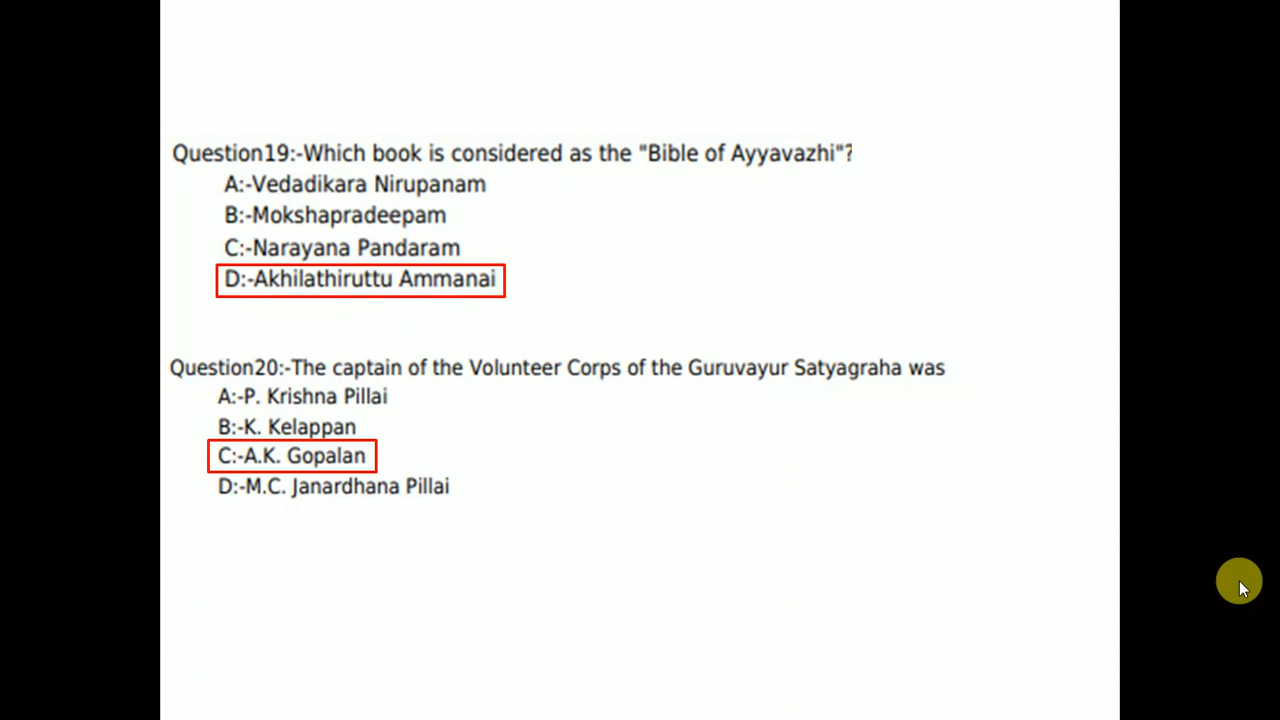 Question19:-Which book is considered as the "Bible of Ayyavazhi"?
A:-Vedadikara Nirupanam
B:-Mokshapradeepam
C:-Narayana Pandaram
D:-Akhilathiruttu Ammanai
Question20:-The captain of the Volunteer Corps of the Guruvayur Satyagraha was
A:-P. Krishna Pillai
B:-K. Kelappan
C:-A.K. Gopalan
D:-M.C. Janardhana Pillai